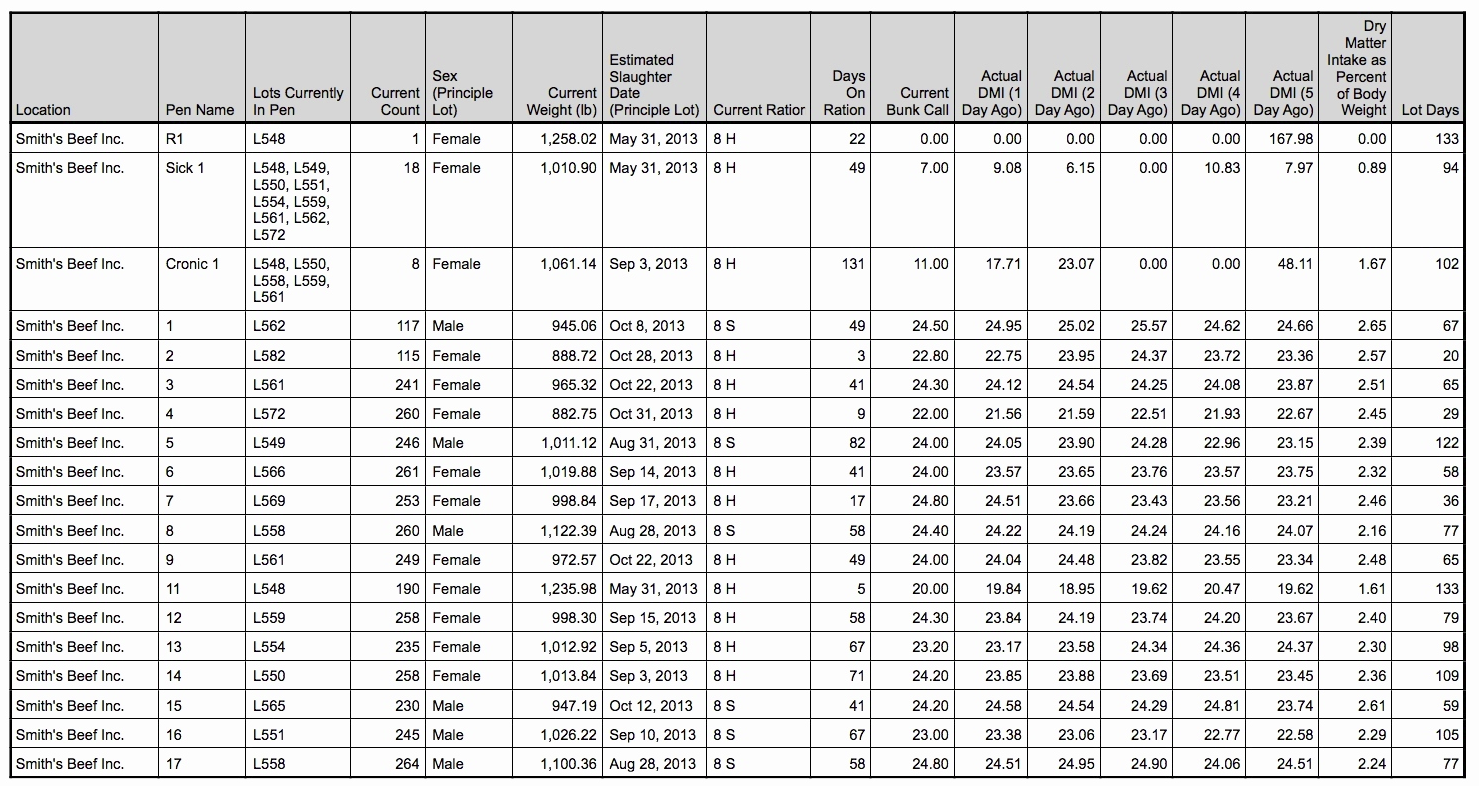 Location
Pen Name
Lots Currently
In Pen
Current
Count
Sex
(Principle
Lot)
Current
Weight (lb)
Estimated
Slaughter
Date
(Principle Lot)
Current Ratior
Days
On
Ration
Current
Bunk Call
Actual
DMI (1
Day Ago)
Actual
DMI (2
Day Ago)
Actual
DMI (3
Day Ago)
Actual
DMI (4
Day Ago)
Actual
DMI (5
Day Ago)
Dry
Matter
Intake as
Percent
of Body
Weight
Lot Days
Smith's Beef Inc. R1 L548 1 Female 1,258.02 May 31, 2013 8 H 22 0.00 0.00 0.00 0.00 0.00 167.98 0.00 133
Smith's Beef Inc. Sick 1 L548, L549, 18 Female 1,010.90 May 31, 2013 8 H 49 7.00 9.08 6.15 0.00 10.83 7.97 0.89 94
L550, L551,
L554, L559,
L561, L562,
L572
Smith's Beef Inc. Cronic 1 L548, L550, 8 Female 1,061.14 Sep 3, 2013 8 H 131 11.00 17.71 23.07 0.00 0.00 48.11 1.67 102
L558, L559,
L561
Smith's Beef Inc. 1 L562 117 Male 945.06 Oct 8, 2013 8 S 49 24.50 24.95 25.02 25.57 24.62 24.66 2.65 67
Smith's Beef Inc. 2 L582 115 Female 888.72 Oct 28, 2013 8 H 3 22.80 22.75 23.95 24.37 23.72 23.36 2.57 20
Smith's Beef Inc. 3 L561 241 Female 965.32 Oct 22, 2013 8 H 41 24.30 24.12 24.54 24.25 24.08 23.87 2.51 65
Smith's Beef Inc. 4 L572 260 Female 882.75 Oct 31, 2013 8 H 9 22.00 21.56 21.59 22.51 21.93 22.67 2.45 29
Smith's Beef Inc. 5 L549 246 Male 1,011.12 Aug 31, 2013 8 S 82 24.00 24.05 23.90 24.28 22.96 23.15 2.39 122
Smith's Beef Inc. 6 L566 261 Female 1,019.88 Sep 14, 2013 8 H 41 24.00 23.57 23.65 23.76 23.57 23.75 2.32 58
Smith's Beef Inc. 7 L569 253 Female 998.84 Sep 17, 2013 8 H 17 24.80 24.51 23.66 23.43 23.56 23.21 2.46 36
Smith's Beef Inc. 8 L558 260 Male 1,122.39 Aug 28, 2013 8 S 58 24.40 24.22 24.19 24.24 24.16 24.07 2.16 77
Smith's Beef Inc. 9 L561 249 Female 972.57 Oct 22, 2013 8 H 49 24.00 24.04 24.48 23.82 23.55 23.34 2.48 65
Smith's Beef Inc. 11 L548 190 Female 1,235.98 May 31, 2013 8 H 5 20.00 19.84 18.95 19.62 20.47 19.62 1.61 133
Smith's Beef Inc. 12 L559 258 Female 998.30 Sep 15, 2013 8 H 58 24.30 23.84 24.19 23.74 24.20 23.67 2.40 79
Smith's Beef Inc. 13 L554 235 Female 1,012.92 Sep 5, 2013 8 H 67 23.20 23.17 23.58 24.34 24.36 24.37 2.30 98
Smith's Beef Inc. 14 L550 258 Female 1,013.84 Sep 3, 2013 8 H 71 24.20 23.85 23.88 23.69 23.51 23.45 2.36 109
Smith's Beef Inc. 15 L565 230 Male 947.19 Oct 12, 2013 8 S 41 24.20 24.58 24.54 24.29 24.81 23.74 2.61 59
Smith's Beef Inc. 16 L551 245 Male 1,026.22 Sep 10, 2013 8 S 67 23.00 23.38 23.06 23.17 22.77 22.58 2.29 105
Smith's Beef Inc. 17 L558 264 Male 1,100.36 Aug 28, 2013 8 S 58 24.80 24.51 24.95 24.90 24.06 24.51 2.24 77